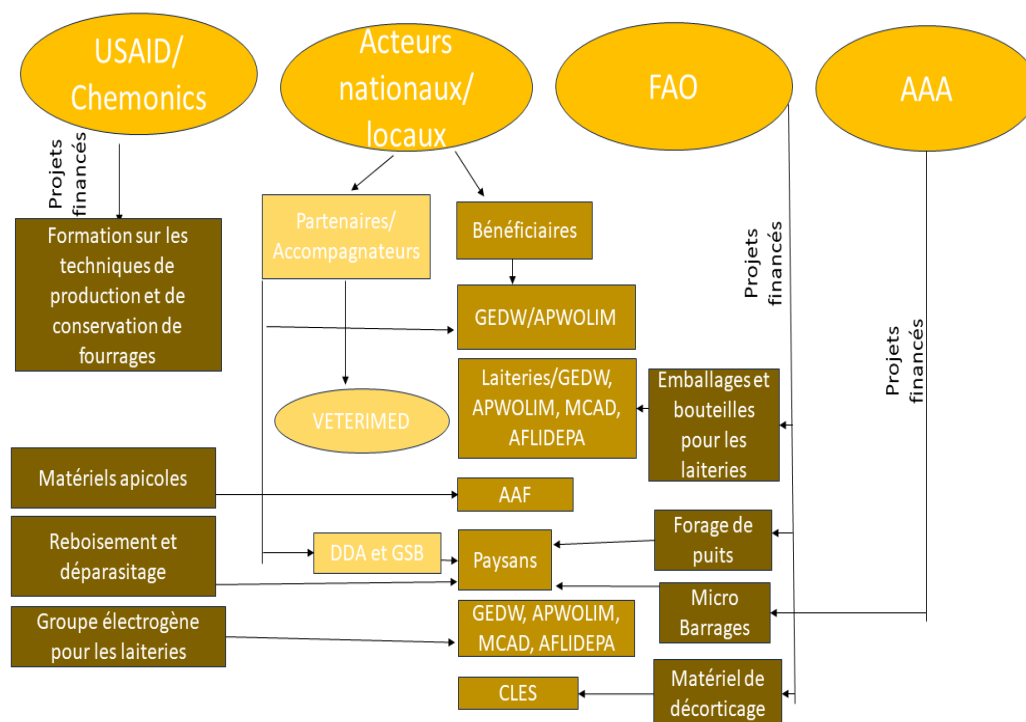 USAID/
Chemonics
Acteurs
nationaux/
locaux
FAO
AAA
Projets
financés
Formation sur les
techniques de
production et de
conservation de
fourrages
Partenaires/
Accompagnateurs
Bénéficiaires
Projets
financés
Projets
financés
GEDW/APWOLIM
VETERIMED
Laiteries/GEDW,
APWOLIM, MCAD,
AFLIDEPA
Emballages et
bouteilles
pour les
laiteries
Matériels apicoles
AAF
Reboisement et
déparasitage
DDA et GSB
Paysans
Forage de
puits
Micro
Barrages
Groupe électrogène
pour les laiteries
GEDW, APWOLIM,
MCAD, AFLIDEPA
CLES
Matériel de
décorticage